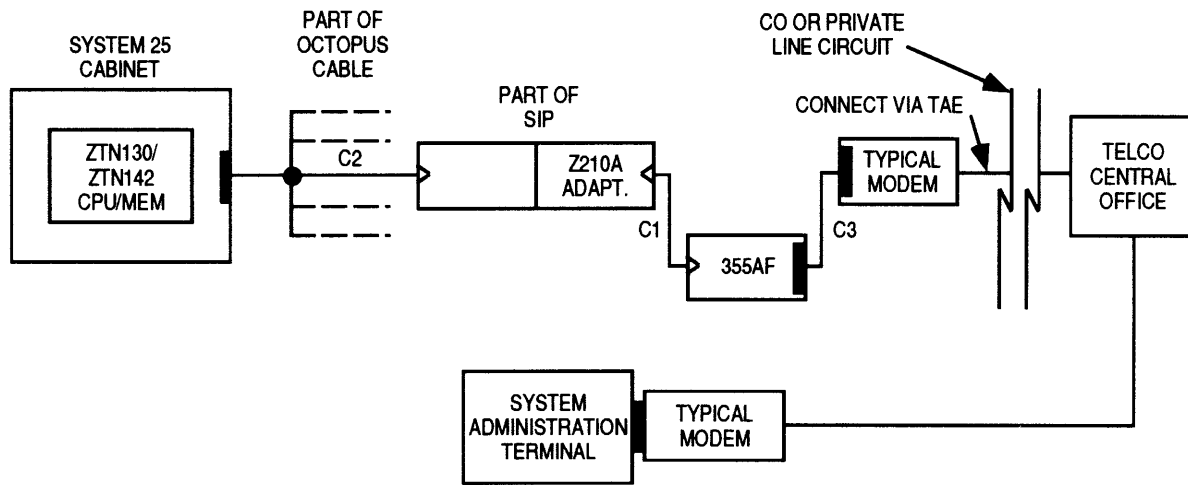 SYSTEM 25
CABINET
PART OF
OCTOPUS
CABLE
PART OF
SIP
CO OR PRIVATE
LINE CIRCUIT
CONNECT VIA TAE
ZTN130/
ZTN142
CPU/MEM
C2
Z210A
ADAPT.
C1
355AF
C3
TYPICAL
MODEM
TELCO
CENTRAL
OFFICE
SYSTEM
ADMINISTRATION
TERMINAL
TYPICAL
MODEM